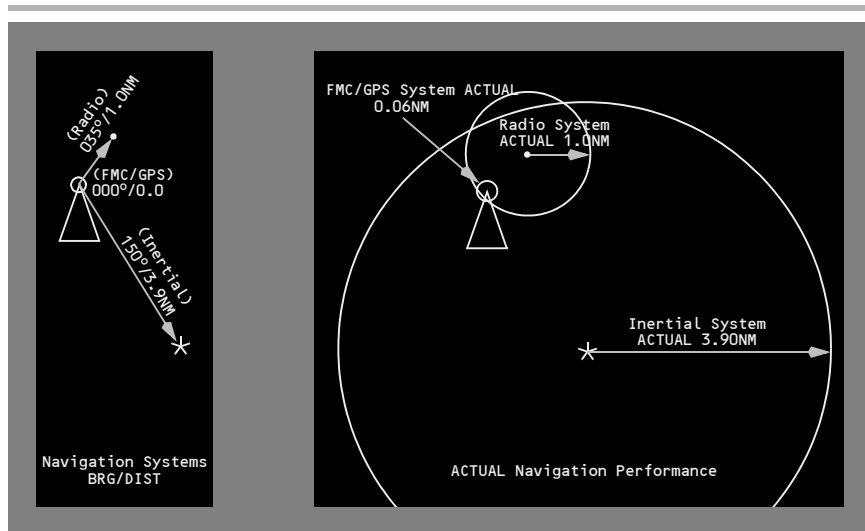 (Radio)
035°/1.0NM
(FMC/GPS)
000°/0.0
(Inertial)
150°/3.9NM
Navigation Systems
BRG/DIST
FMC/GPS System ACTUAL
0.06NM
Radio System
ACTUAL 1.0NM
Inertial System
ACTUAL 3.90NM
ACTUAL Navigation Performance